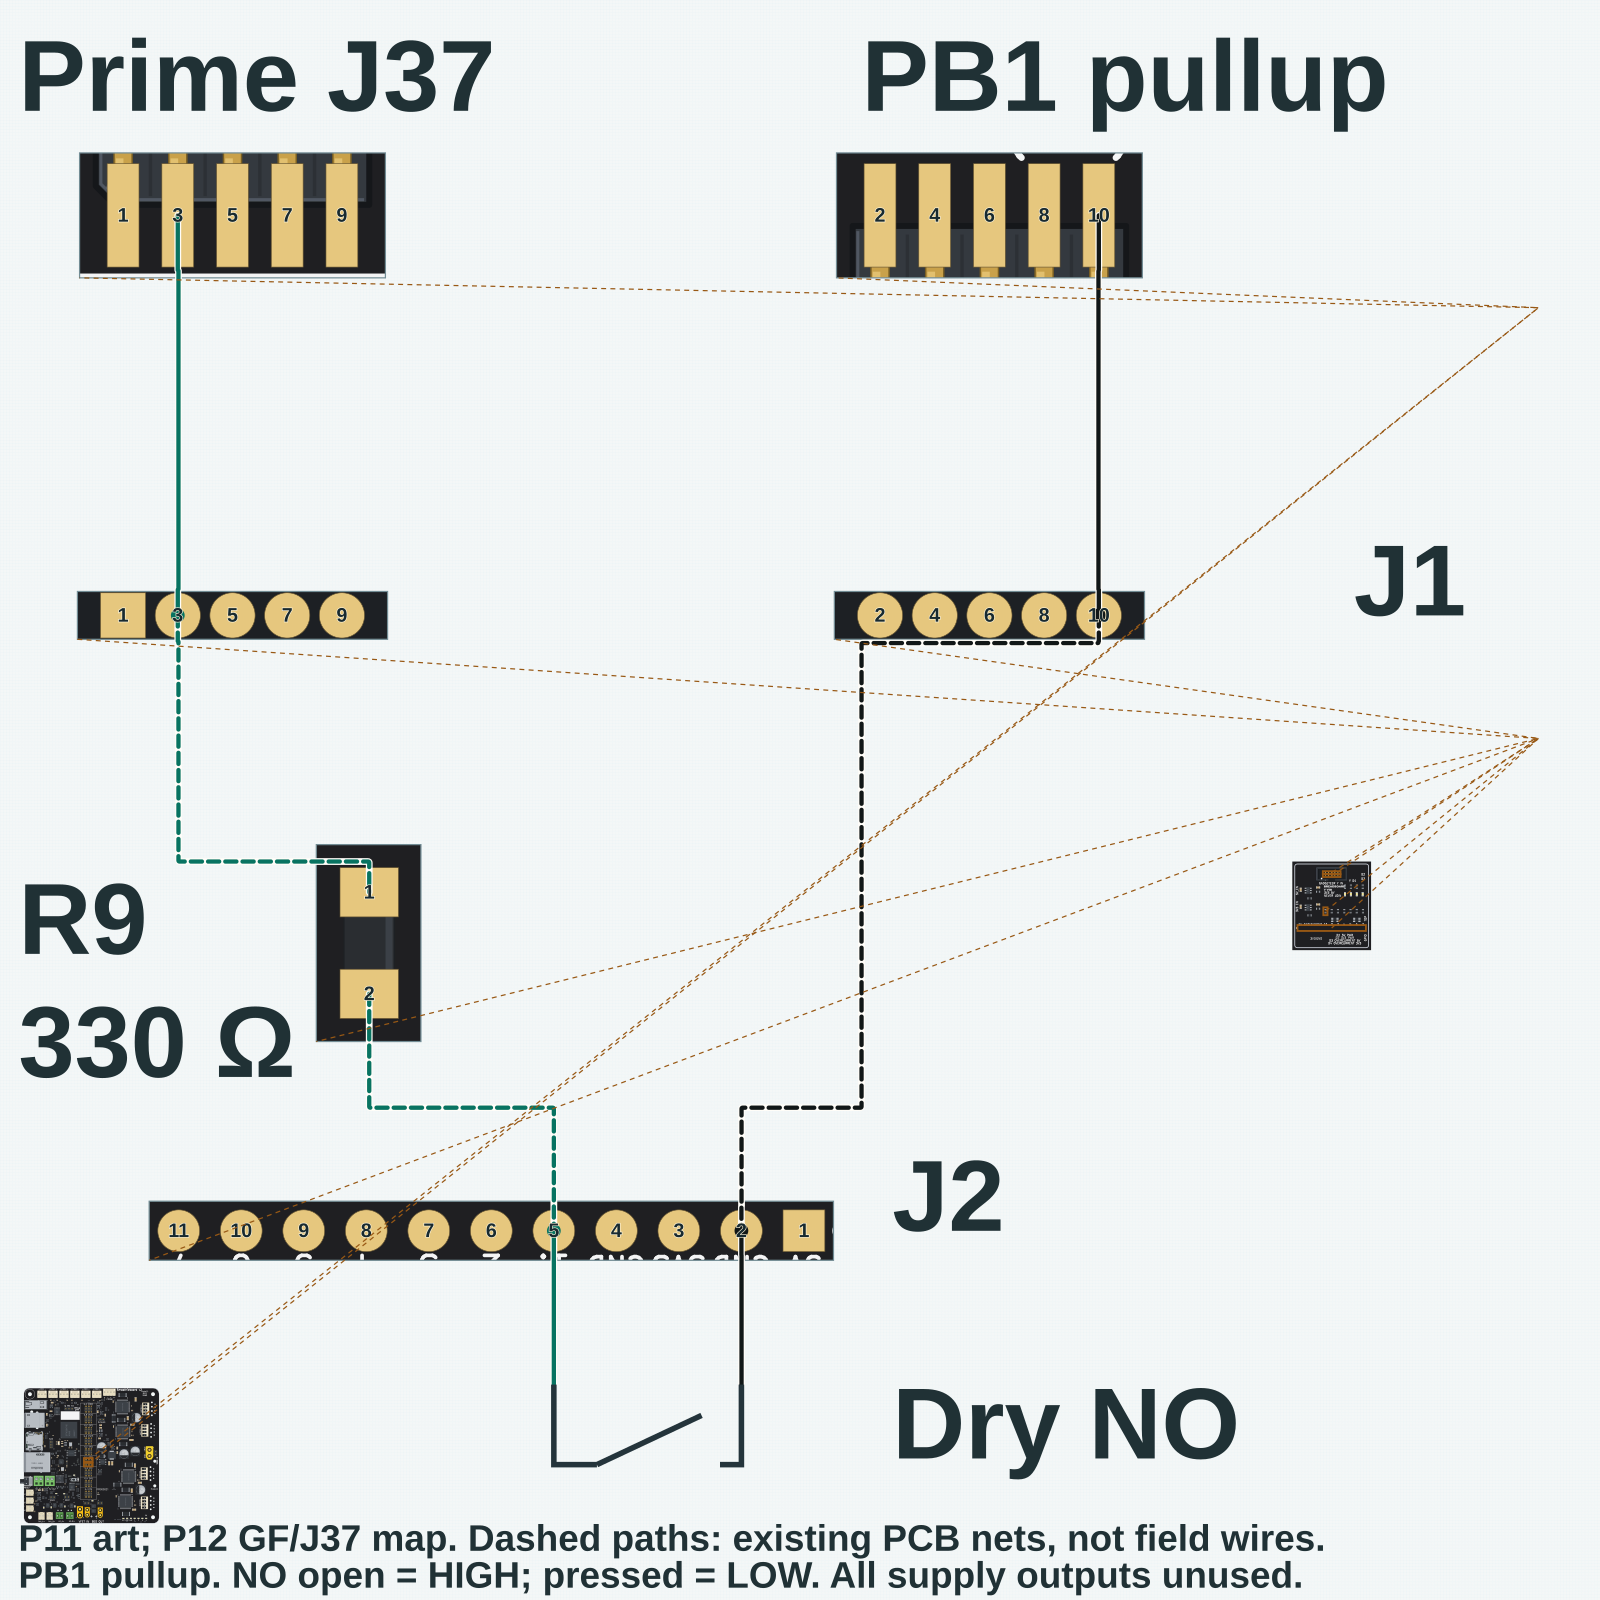 Prime J37
PB1 pullup
1 3 5 7 9
2 4 6 8 10
J1
1 3 5 7 9
2 4 6 8 10
R9
330 Ω
1
2
J2
11 10 9 8 7 6 5 4 3 2 1
Dry NO
P11 art; P12 GF/J37 map. Dashed paths: existing PCB nets, not field wires.
PB1 pullup. NO open = HIGH; pressed = LOW. All supply outputs unused.